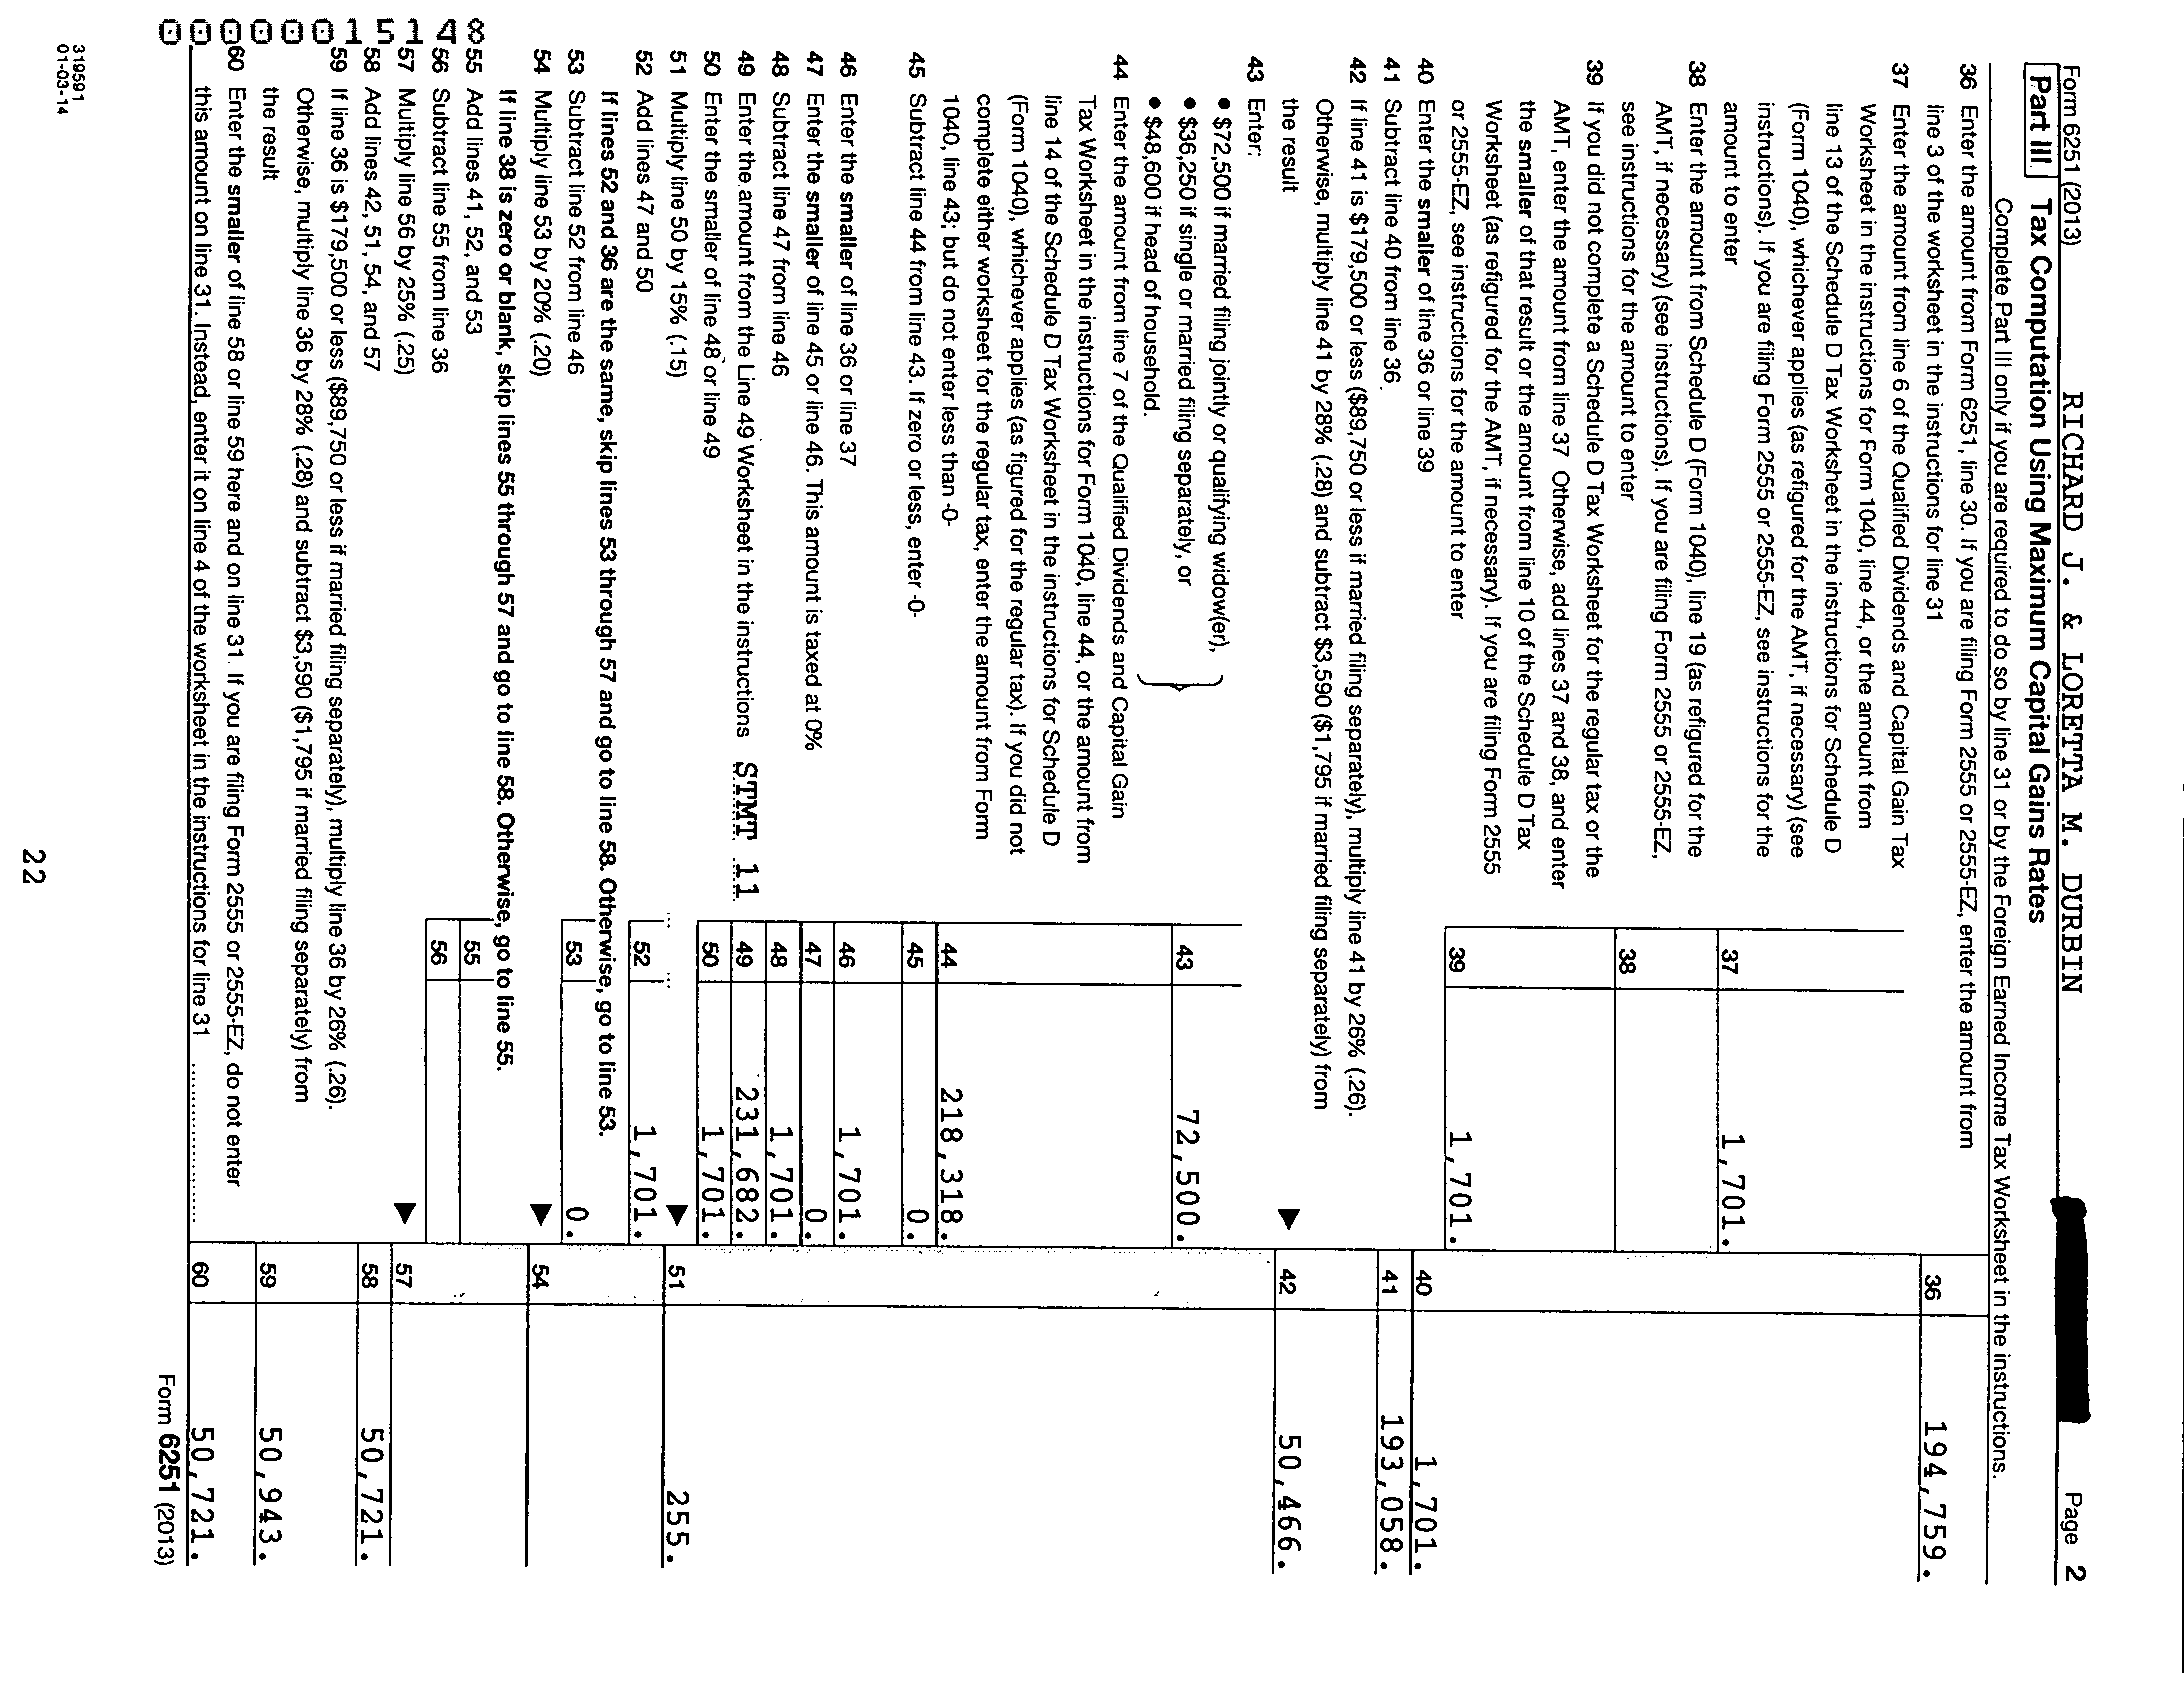 Form 6251 (2013) RICHARD J. & LORETTA M. DURBIN Page 2
Part III Tax Computation Using Maximum Capital Gains Rates
Complete Part III only if you are required to do so by line 31 or by the Foreign Earned Income Tax Worksheet in the instructions.
36 Enter the amount from Form 6251, line 30. If you are filing Form 2555 or 2555-EZ, enter the amount from
line 3 of the worksheet in the instructions for line 31 36 194,759.
37 Enter the amount from line 6 of the Qualified Dividends and Capital Gain Tax
Worksheet in the instructions for Form 1040, line 44, or the amount from
line 13 of the Schedule D Tax Worksheet in the instructions for Schedule D
(Form 1040), whichever applies (as refigured for the AMT, if necessary) (see
instructions). If you are filing Form 2555 or 2555-EZ, see instructions for the
amount to enter 37 1,701.
38 Enter the amount from Schedule D (Form 1040), line 19 (as refigured for the
AMT, if necessary) (see instructions). If you are filing Form 2555 or 2555-EZ,
see instructions for the amount to enter 38
39 If you did not complete a Schedule D Tax Worksheet for the regular tax or the
AMT, enter the amount from line 37 Otherwise, add lines 37 and 38, and enter
the smaller of that result or the amount from line 10 of the Schedule D Tax
Worksheet (as refigured for the AMT, if necessary). If you are filing Form 2555
or 2555-EZ, see instructions for the amount to enter 39 1,701.
40 Enter the smaller of line 36 or line 39 40 1,701.
41 Subtract line 40 from line 36 41 193,058.
42 If line 41 is $179,500 or less ($89,750 or less if married filing separately), multiply line 41 by 26% (.26).
Otherwise, multiply line 41 by 28% (.28) and subtract $3,590 ($1,795 if married filing separately) from
the result ▶ 42 50,466.
43 Enter:
● $72,500 if married filing jointly or qualifying widow(er),
● $36,250 if single or married filing separately, or } 43 72,500.
● $48,600 if head of household.
44 Enter the amount from line 7 of the Qualified Dividends and Capital Gain
Tax Worksheet in the instructions for Form 1040, line 44, or the amount from
line 14 of the Schedule D Tax Worksheet in the instructions for Schedule D
(Form 1040), whichever applies (as figured for the regular tax). If you did not
complete either worksheet for the regular tax, enter the amount from Form
1040, line 43; but do not enter less than -0- 44 218,318.
45 Subtract line 44 from line 43. If zero or less, enter -0- 45 0.
46 Enter the smaller of line 36 or line 37 46 1,701.
47 Enter the smaller of line 45 or line 46. This amount is taxed at 0% 47 0.
48 Subtract line 47 from line 46 48 1,701.
49 Enter the amount from the Line 49 Worksheet in the instructions STMT 11 49 231,682.
50 Enter the smaller of line 48 or line 49 50 1,701.
51 Multiply line 50 by 15% (.15) ▶ 51 255.
52 Add lines 47 and 50 52 1,701.
If lines 52 and 36 are the same, skip lines 53 through 57 and go to line 58. Otherwise, go to line 53.
53 Subtract line 52 from line 46 53 0.
54 Multiply line 53 by 20% (.20) ▶ 54
If line 38 is zero or blank, skip lines 55 through 57 and go to line 58. Otherwise, go to line 55.
55 Add lines 41, 52, and 53 55
56 Subtract line 55 from line 36 56
57 Multiply line 56 by 25% (.25) ▶ 57
58 Add lines 42, 51, 54, and 57 58 50,721.
59 If line 36 is $179,500 or less ($89,750 or less if married filing separately), multiply line 36 by 26% (.26).
Otherwise, multiply line 36 by 28% (.28) and subtract $3,590 ($1,795 if married filing separately) from
the result 59 50,943.
60 Enter the smaller of line 58 or line 59 here and on line 31. If you are filing Form 2555 or 2555-EZ, do not enter
this amount on line 31. Instead, enter it on line 4 of the worksheet in the instructions for line 31 60 50,721.
Form 6251 (2013)
00000015148
319591
01-03-14
22